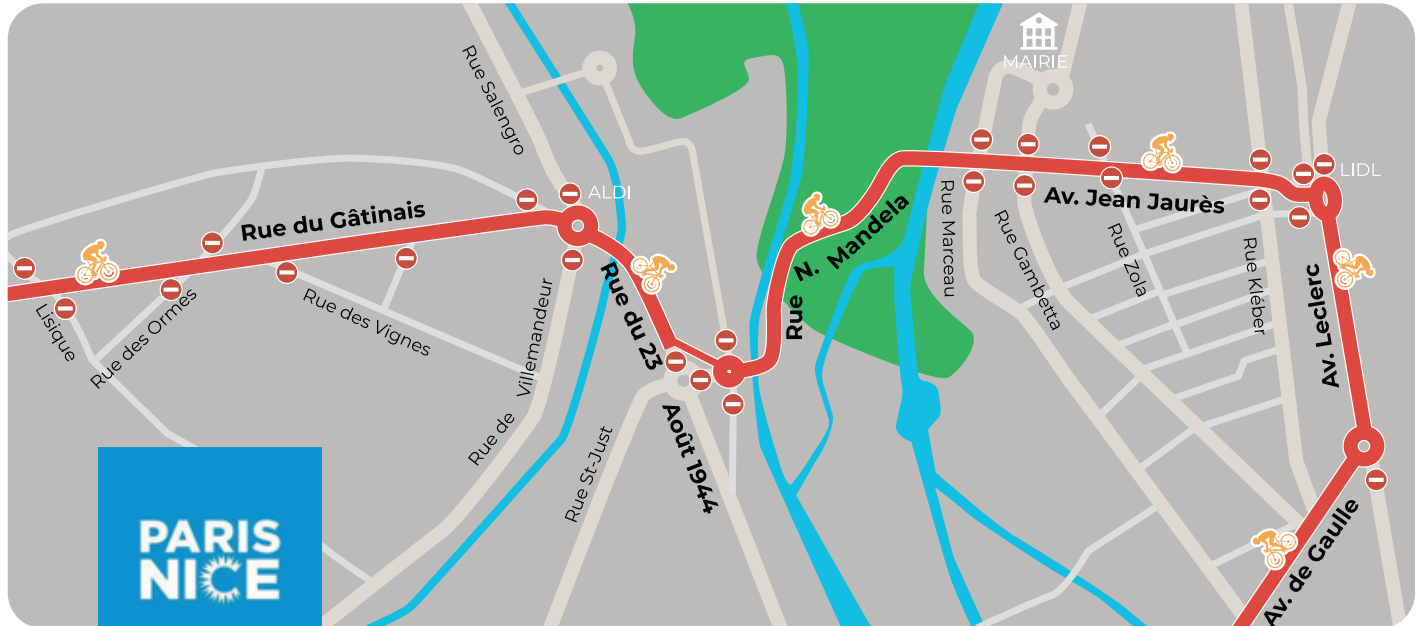 MAIRIE
Rue Salengro
ALDI
LIDL
Rue du Gâtinais
Rue Marceau
Av. Jean Jaurès
Rue N. Mandela
Rue Gambetta
Rue Zola
Rue Kléber
Av. Leclerc
Lisique
Rue des Ormes
Rue des Vignes
Rue de Villemandeur
Rue du 23
Août 1944
Rue St-Just
Av. de Gaulle
PARIS
NICE